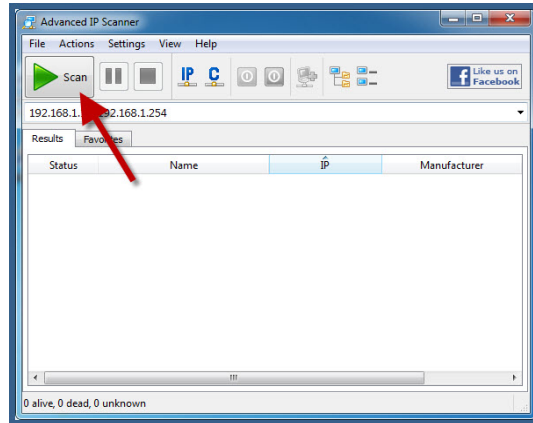 Advanced IP Scanner
File Actions Settings View Help
Scan IP C Like us on
Facebook
192.168.1. 192.168.1.254
Results Favorites
Status Name IP Manufacturer
0 alive, 0 dead, 0 unknown